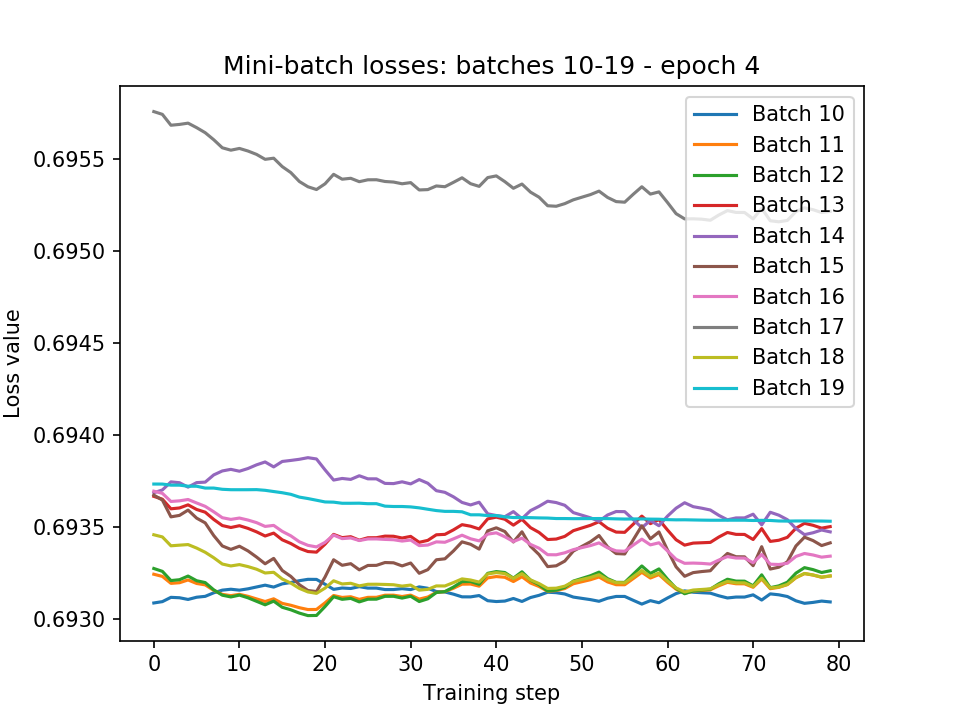 Mini-batch losses: batches 10-19 - epoch 4
Batch 10
Batch 11
Batch 12
Batch 13
Batch 14
Batch 15
Batch 16
Batch 17
Batch 18
Batch 19
0.6955
0.6950
0.6945
0.6940
0.6935
0.6930
Loss value
0 10 20 30 40 50 60 70 80
Training step